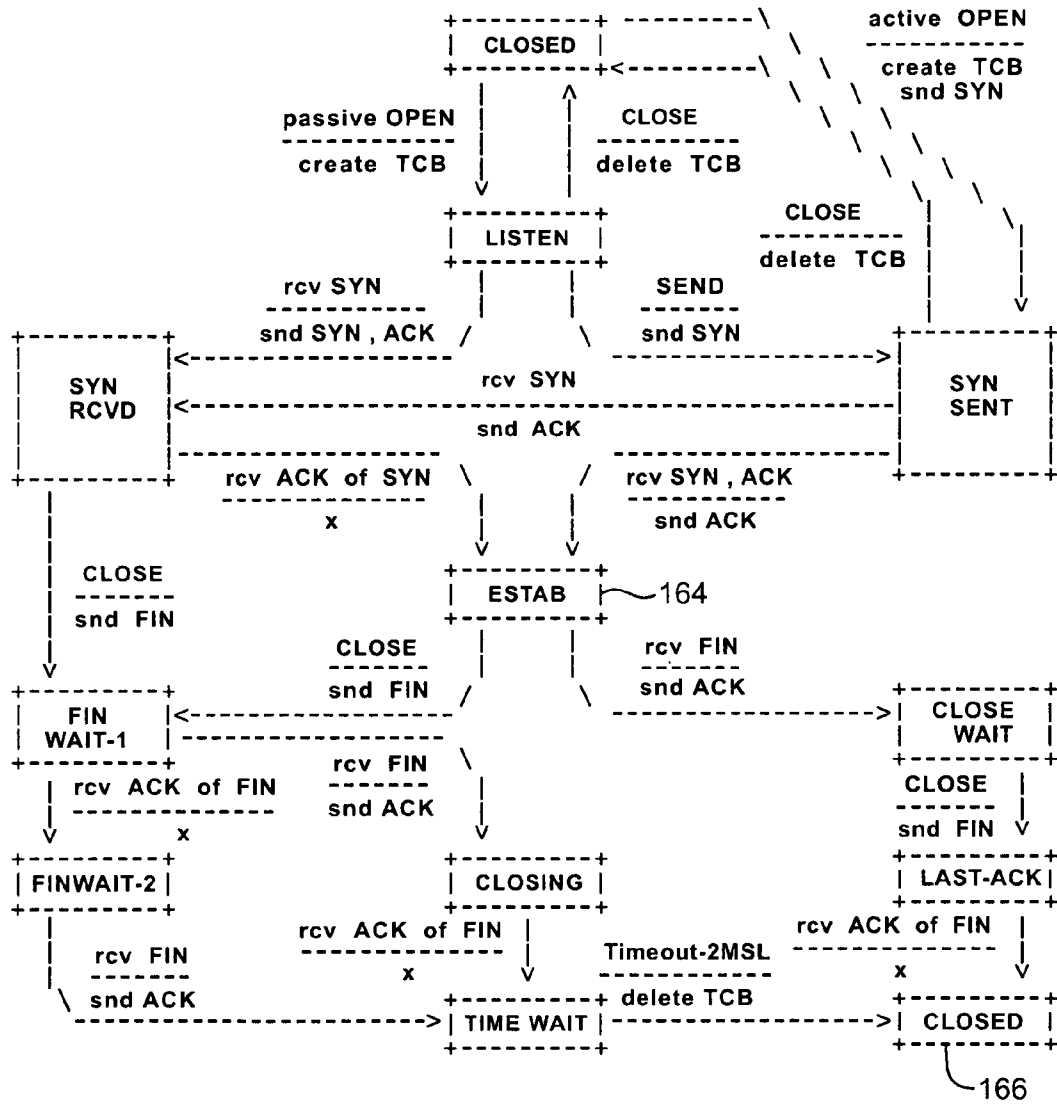 active OPEN
CLOSED
create TCB
snd SYN
passive OPEN
CLOSE
create TCB
delete TCB
CLOSE
LISTEN
delete TCB
rcv SYN
SEND
snd SYN , ACK
snd SYN
SYN
RCVD
rcv SYN
SYN
SENT
snd ACK
rcv ACK of SYN
rcv SYN , ACK
x
snd ACK
CLOSE
ESTAB
164
snd FIN
CLOSE
rcv FIN
snd FIN
snd ACK
FIN
WAIT-1
CLOSE
WAIT
rcv ACK of FIN
rcv FIN
CLOSE
x
snd ACK
snd FIN
FINWAIT-2
CLOSING
LAST-ACK
rcv ACK of FIN
rcv ACK of FIN
rcv FIN
x
Timeout-2MSL
x
snd ACK
delete TCB
TIME WAIT
CLOSED
166